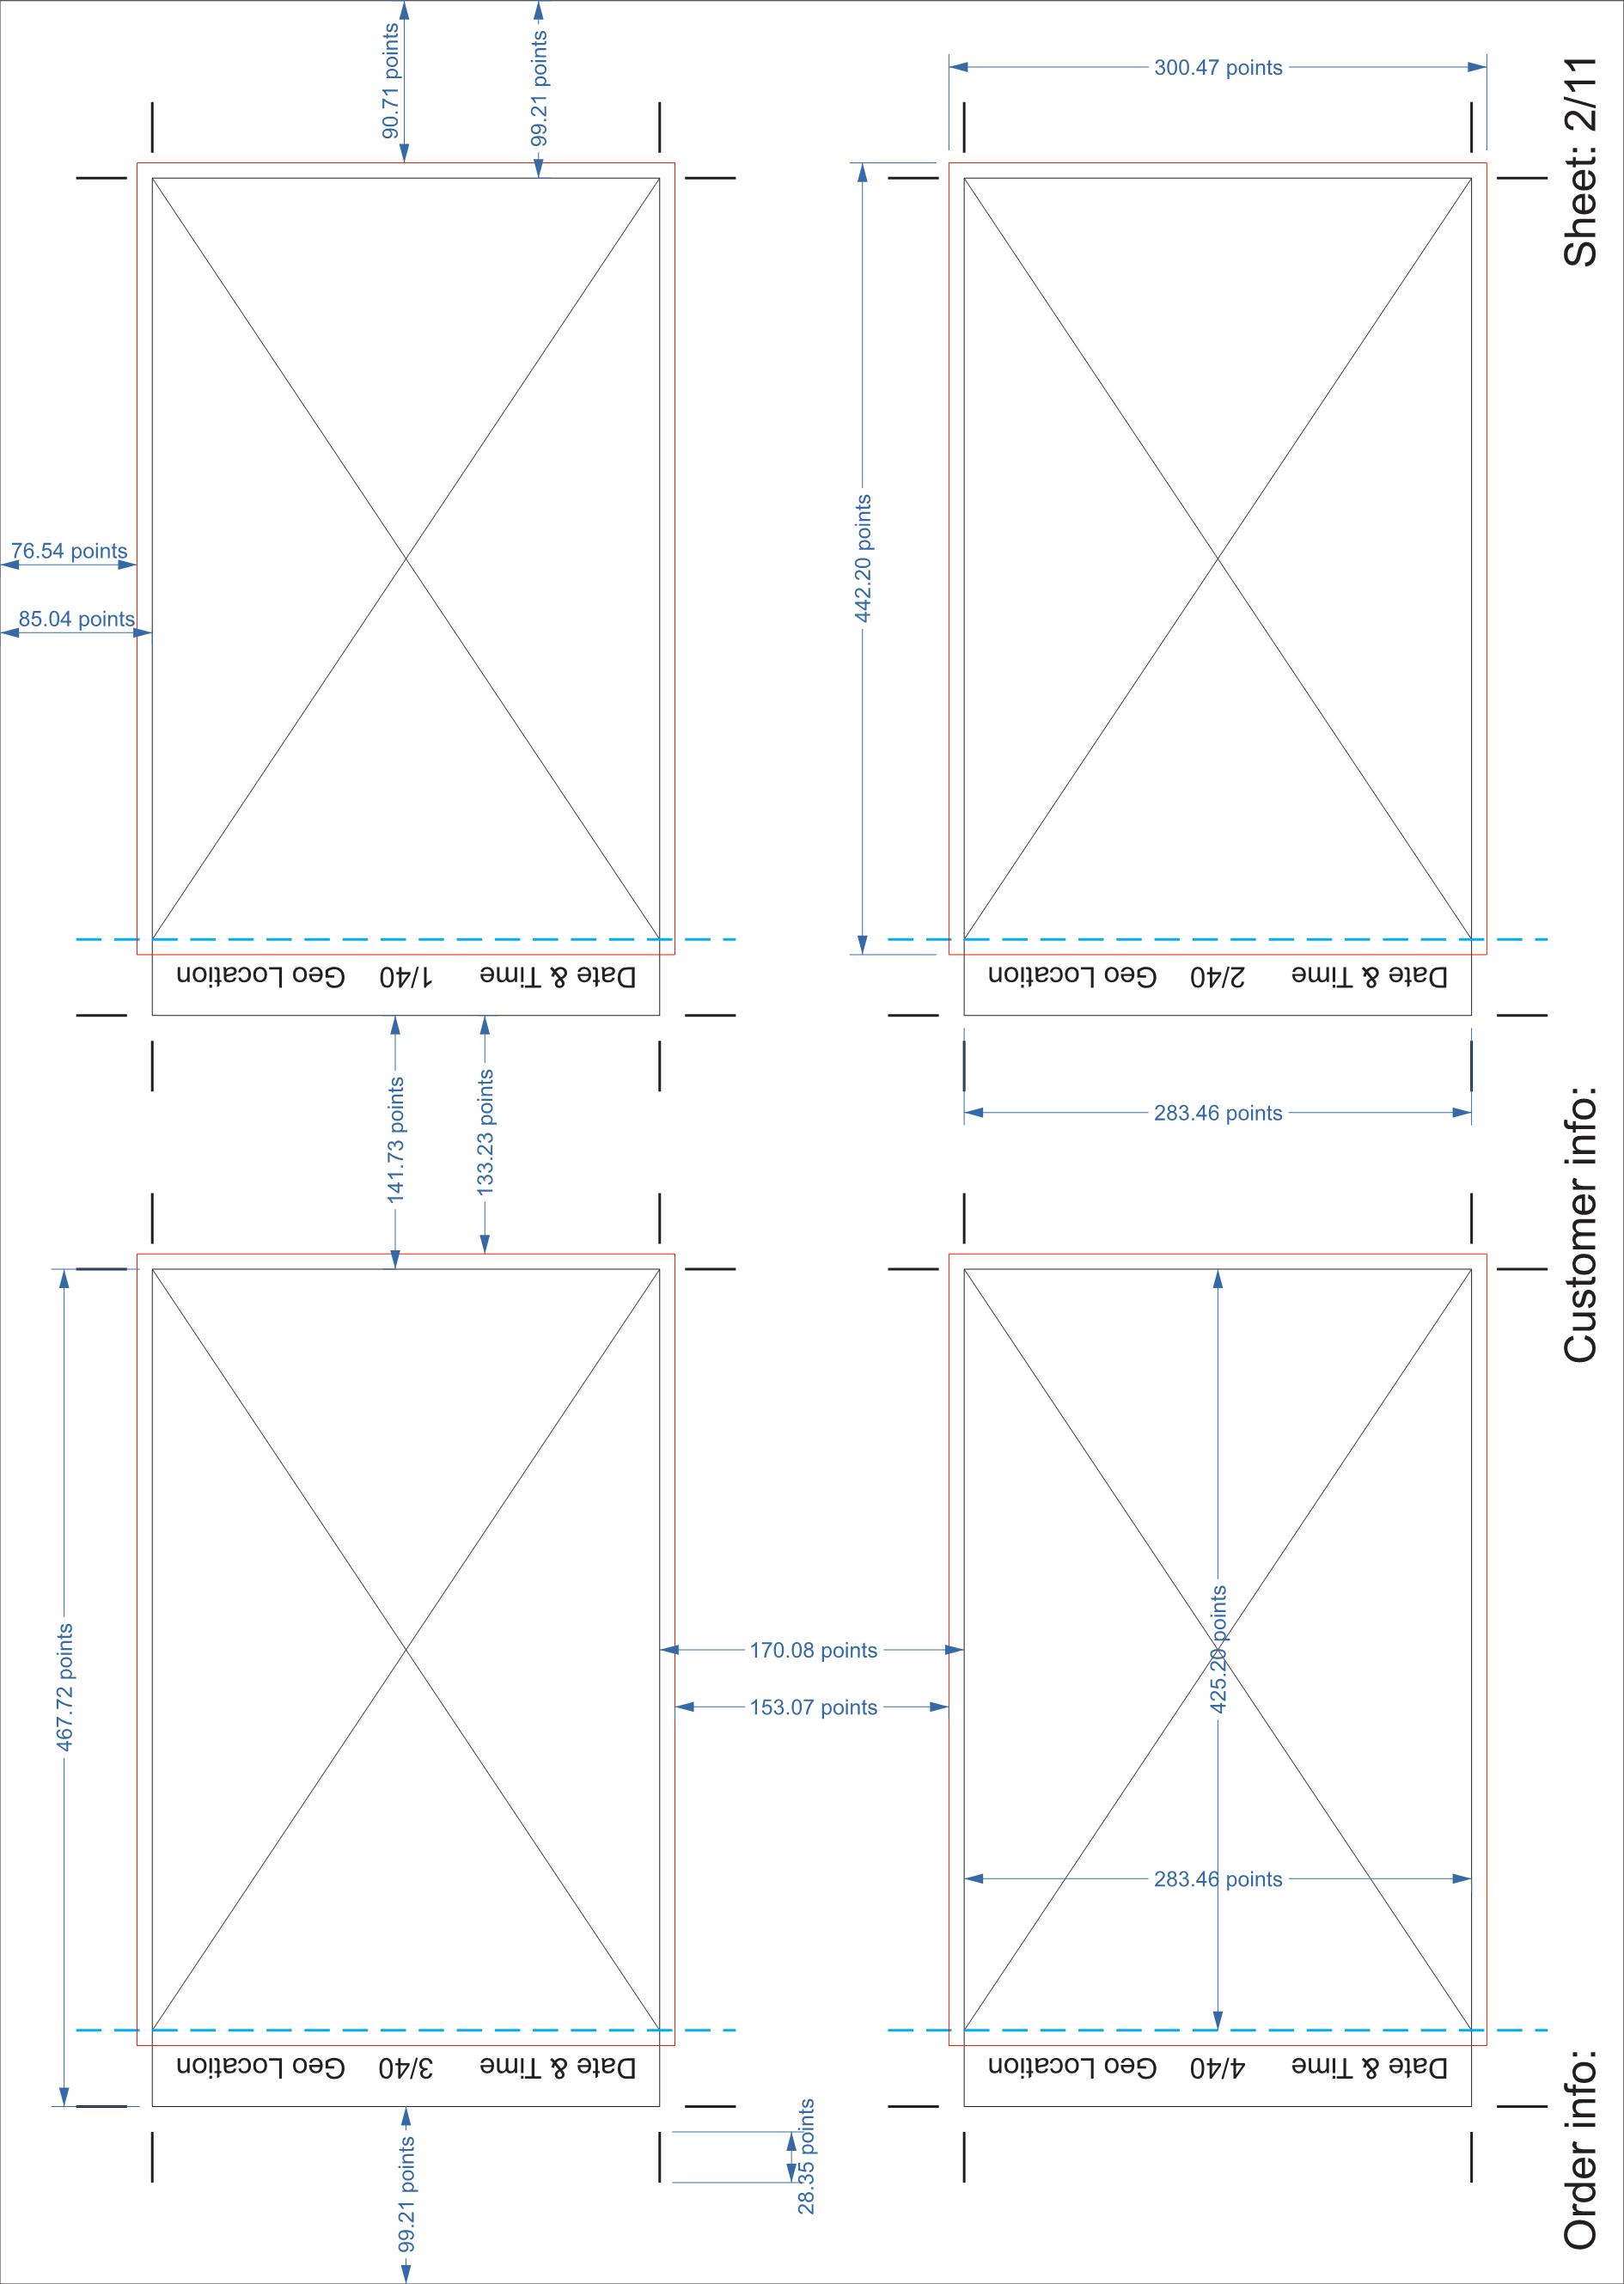 90.71 points
99.21 points
300.47 points
Sheet: 2/11
76.54 points
85.04 points
442.20 points
Date & Time 1/40 Geo Location
Date & Time 2/40 Geo Location
141.73 points
133.23 points
283.46 points
Customer info:
467.72 points
170.08 points
153.07 points
425.20 points
283.46 points
Date & Time 3/40 Geo Location
Date & Time 4/40 Geo Location
99.21 points
28.35 points
Order info: